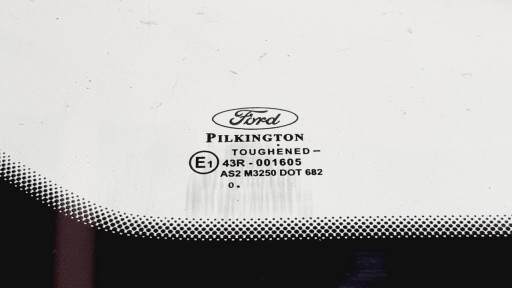 Ford
PILKINGTON
TOUGHENED-
E1 43R - 001605
AS2 M3250 DOT 682
0.